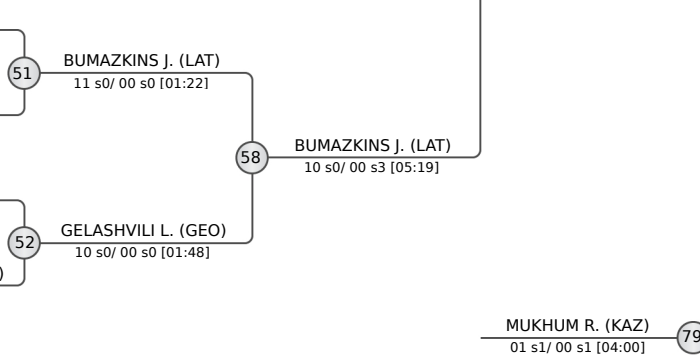 51
BUMAZKINS J. (LAT)
11 s0/ 00 s0 [01:22]
58
BUMAZKINS J. (LAT)
10 s0/ 00 s3 [05:19]
52
GELASHVILI L. (GEO)
10 s0/ 00 s0 [01:48]
)
MUKHUM R. (KAZ)
01 s1/ 00 s1 [04:00]
79